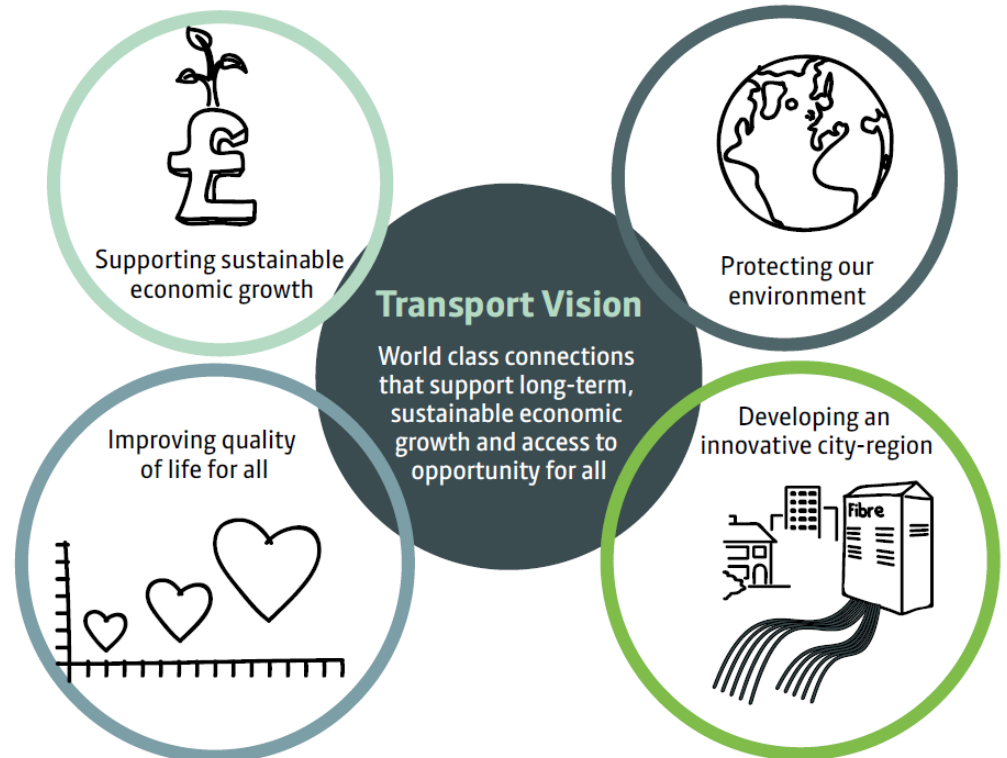 Supporting sustainable
economic growth
Protecting our
environment
Transport Vision
World class connections
that support long-term,
sustainable economic
growth and access to
opportunity for all
Improving quality
of life for all
Developing an
innovative city-region
Fibre